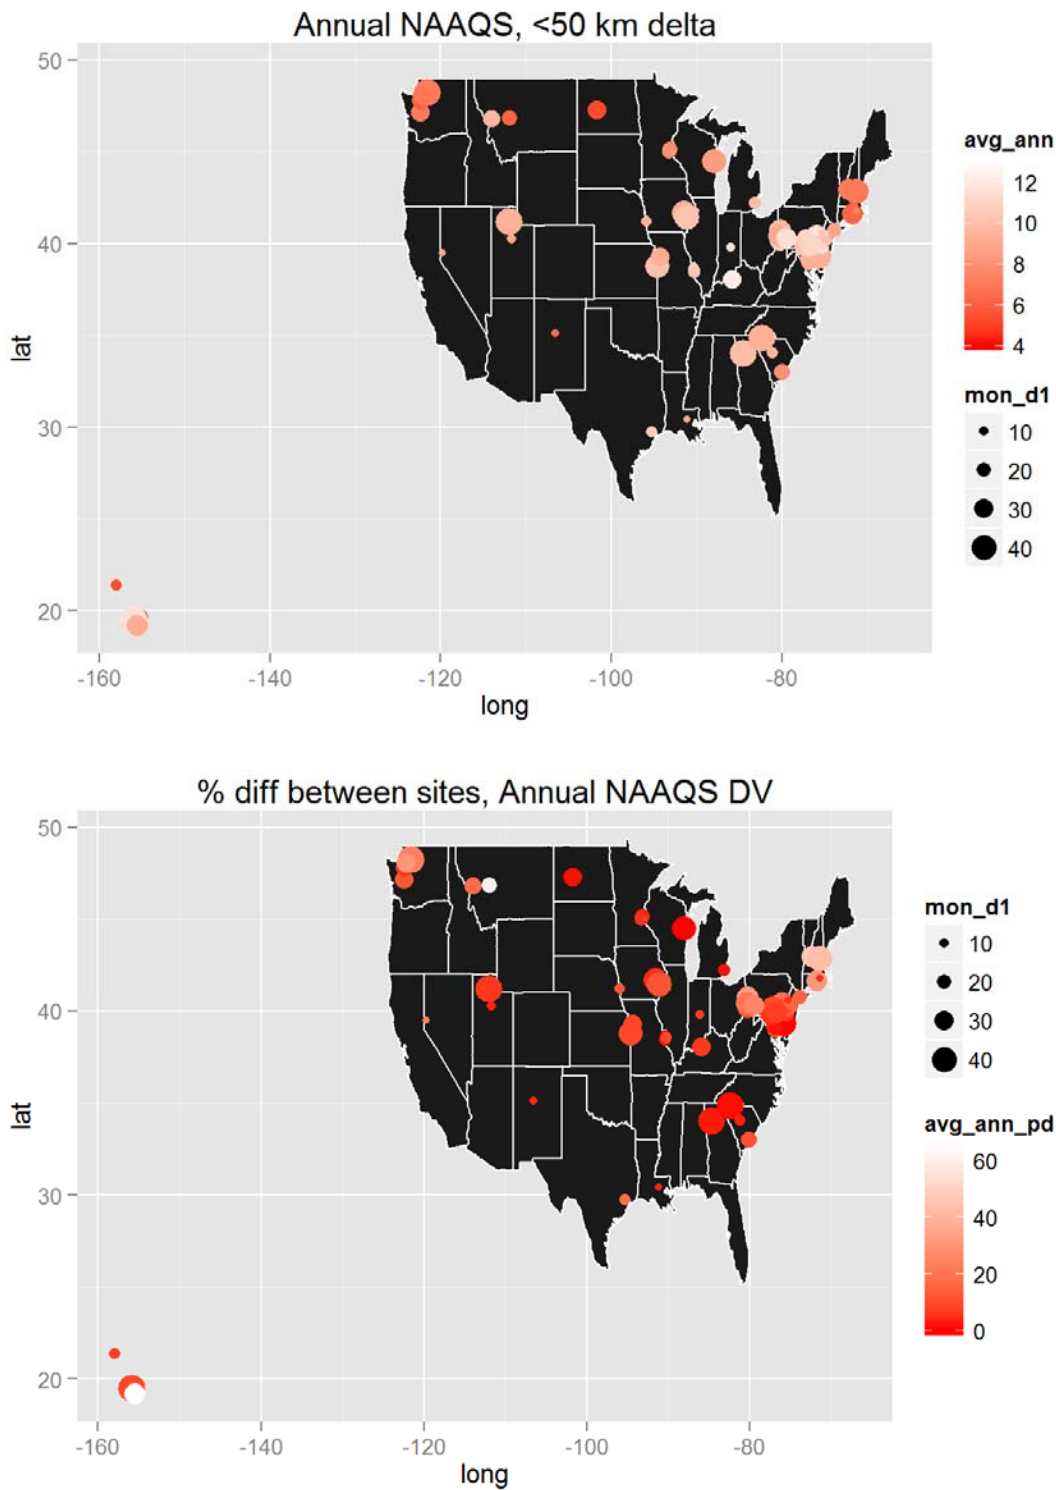 Annual NAAQS, <50 km delta
50
40
30
20
lat
-160 -140 -120 -100 -80
long
avg_ann
12
10
8
6
4
mon_d1
10
20
30
40
% diff between sites, Annual NAAQS DV
50
40
30
20
lat
-160 -140 -120 -100 -80
long
mon_d1
10
20
30
40
avg_ann_pd
60
40
20
0